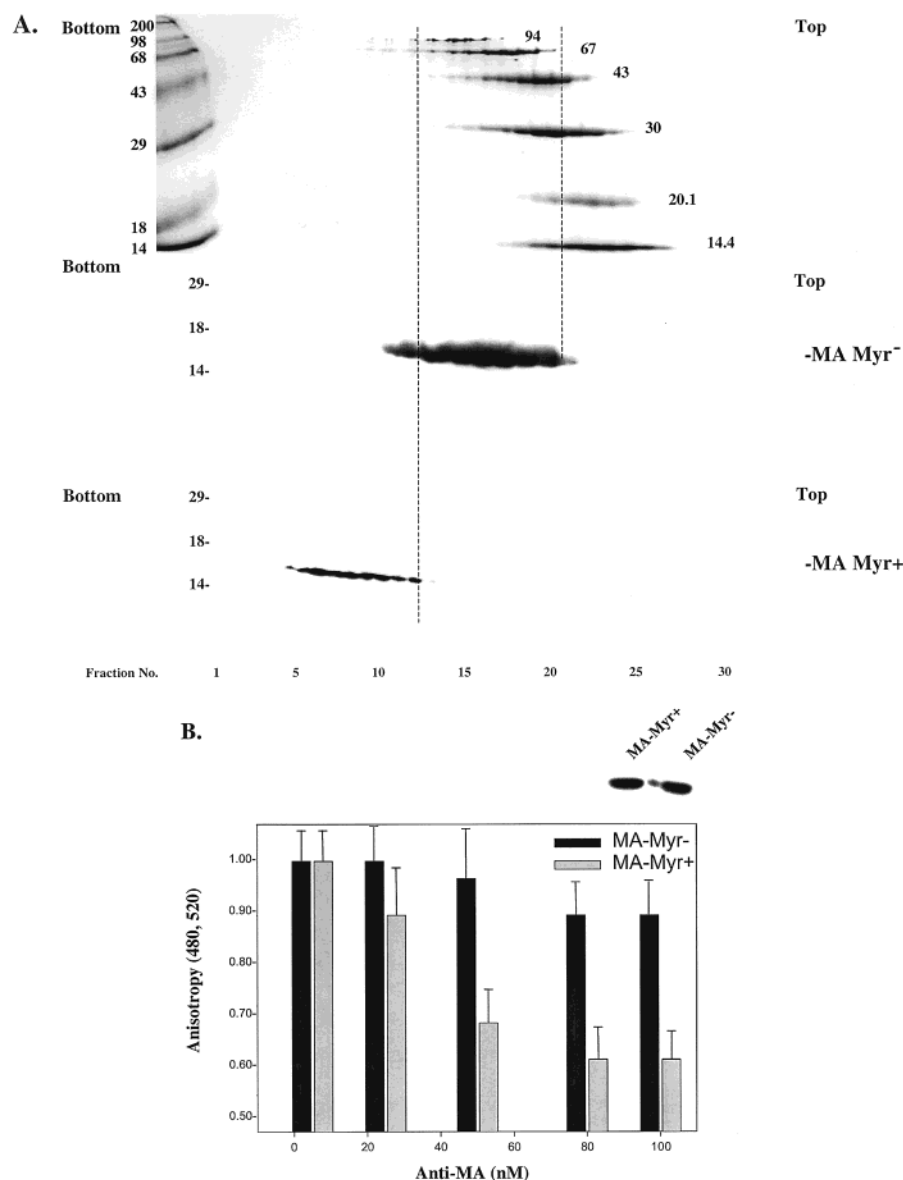 A.
Bottom
Top
200
98
68
43
29
18
14
94
67
43
30
20.1
14.4
Bottom
Top
29-
18-
14-
-MA Myr-
Bottom
Top
29-
18-
14-
-MA Myr+
Fraction No. 1 5 10 15 20 25 30
B.
MA-Myr+
MA-Myr-
MA-Myr-
MA-Myr+
1.00-
0.90-
0.80-
0.70-
0.60-
0.50-
Anisotropy (480, 520)
0 20 40 60 80 100
Anti-MA (nM)